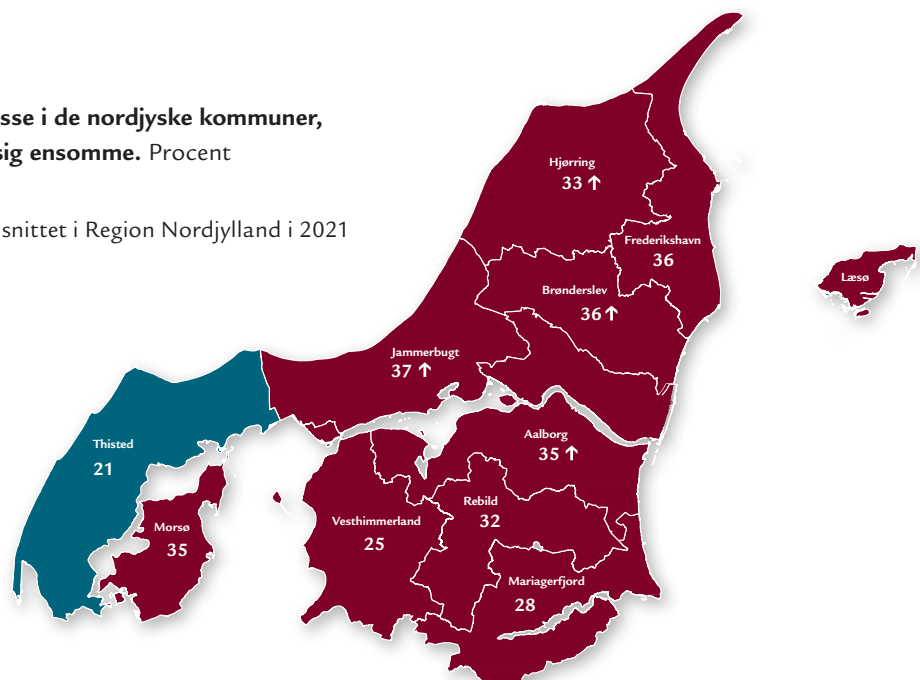 sse i de nordjyske kommuner,
sig ensomme. Procent
snittet i Region Nordjylland i 2021
Hjørring
33 ↑
Frederikshavn
36
Læsø
Brønderslev
36 ↑
Jammerbugt
37 ↑
Aalborg
35 ↑
Thisted
21
Rebild
32
Vesthimmerland
25
Morsø
35
Mariagerfjord
28